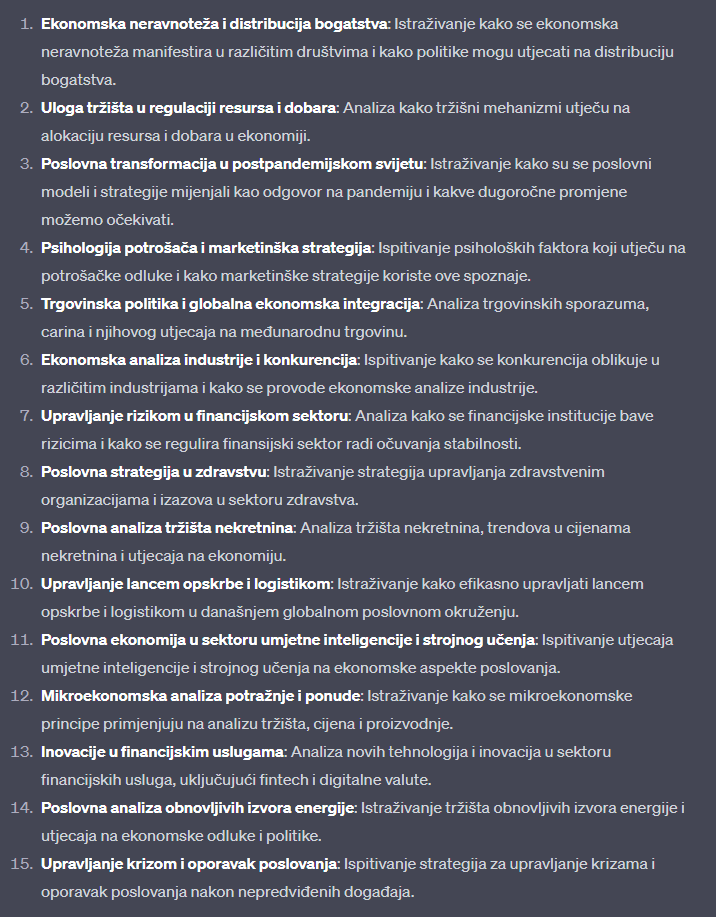 1. Ekonomska neravnoteža i distribucija bogatstva: Istraživanje kako se ekonomska
neravnoteža manifestira u različitim društvima i kako politike mogu utjecati na distribuciju
bogatstva.
2. Uloga tržišta u regulaciji resursa i dobara: Analiza kako tržišni mehanizmi utječu na
alokaciju resursa i dobara u ekonomiji.
3. Poslovna transformacija u postpandemijskom svijetu: Istraživanje kako su se poslovni
modeli i strategije mijenjali kao odgovor na pandemiju i kakve dugoročne promjene
možemo očekivati.
4. Psihologija potrošača i marketinška strategija: Ispitivanje psiholoških faktora koji utječu na
potrošačke odluke i kako marketinške strategije koriste ove spoznaje.
5. Trgovinska politika i globalna ekonomska integracija: Analiza trgovinskih sporazuma,
carina i njihovog utjecaja na međunarodnu trgovinu.
6. Ekonomska analiza industrije i konkurencija: Ispitivanje kako se konkurencija oblikuje u
različitim industrijama i kako se provode ekonomske analize industrije.
7. Upravljanje rizikom u financijskom sektoru: Analiza kako se financijske institucije bave
rizicima i kako se regulira finansijski sektor radi očuvanja stabilnosti.
8. Poslovna strategija u zdravstvu: Istraživanje strategija upravljanja zdravstvenim
organizacijama i izazova u sektoru zdravstva.
9. Poslovna analiza tržišta nekretnina: Analiza tržišta nekretnina, trendova u cijenama
nekretnina i utjecaja na ekonomiju.
10. Upravljanje lancem opskrbe i logistikom: Istraživanje kako efikasno upravljati lancem
opskrbe i logistikom u današnjem globalnom poslovnom okruženju.
11. Poslovna ekonomija u sektoru umjetne inteligencije i strojnog učenja: Ispitivanje utjecaja
umjetne inteligencije i strojnog učenja na ekonomske aspekte poslovanja.
12. Mikroekonomska analiza potražnje i ponude: Istraživanje kako se mikroekonomske
principe primjenjuju na analizu tržišta, cijena i proizvodnje.
13. Inovacije u financijskim uslugama: Analiza novih tehnologija i inovacija u sektoru
financijskih usluga, uključujući fintech i digitalne valute.
14. Poslovna analiza obnovljivih izvora energije: Istraživanje tržišta obnovljivih izvora energije i
utjecaja na ekonomske odluke i politike.
15. Upravljanje krizom i oporavak poslovanja: Ispitivanje strategija za upravljanje krizama i
oporavak poslovanja nakon nepredviđenih događaja.